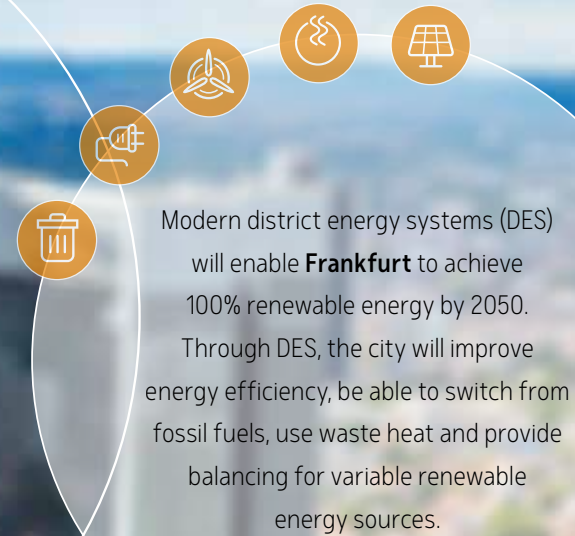 Modern district energy systems (DES)
will enable Frankfurt to achieve
100% renewable energy by 2050.
Through DES, the city will improve
energy efficiency, be able to switch from
fossil fuels, use waste heat and provide
balancing for variable renewable
energy sources.